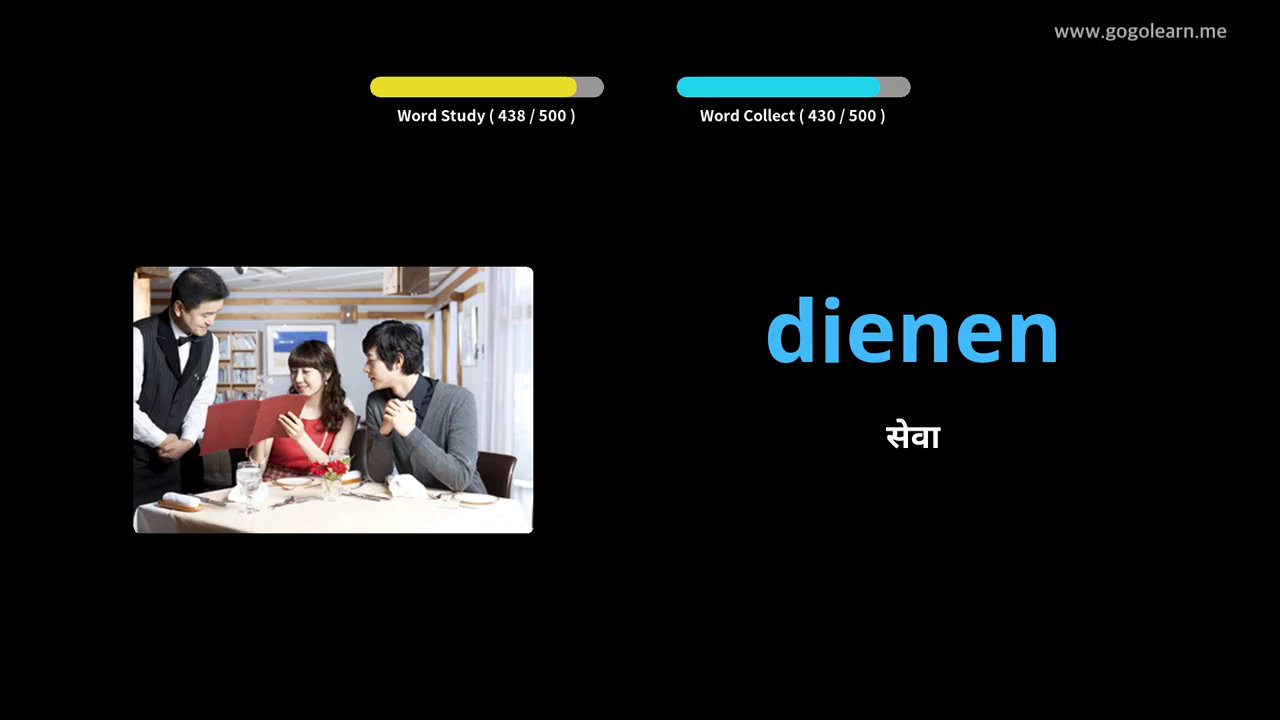 www.gogolearn.me
Word Study ( 438 / 500 )
Word Collect ( 430 / 500 )
dienen
सेवा